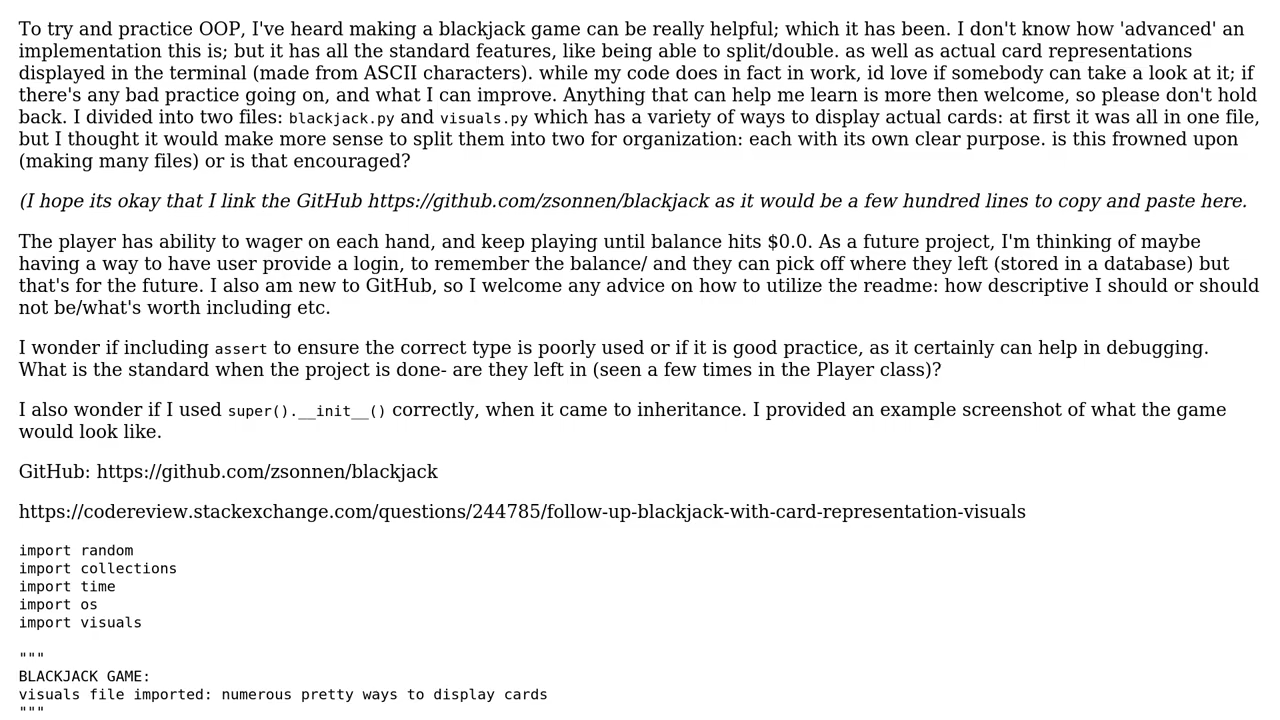 To try and practice OOP, I've heard making a blackjack game can be really helpful; which it has been. I don't know how 'advanced' an
implementation this is; but it has all the standard features, like being able to split/double. as well as actual card representations
displayed in the terminal (made from ASCII characters). while my code does in fact in work, id love if somebody can take a look at it; if
there's any bad practice going on, and what I can improve. Anything that can help me learn is more then welcome, so please don't hold
back. I divided into two files: blackjack.py and visuals.py which has a variety of ways to display actual cards: at first it was all in one file,
but I thought it would make more sense to split them into two for organization: each with its own clear purpose. is this frowned upon
(making many files) or is that encouraged?
(I hope its okay that I link the GitHub https://github.com/zsonnen/blackjack as it would be a few hundred lines to copy and paste here.
The player has ability to wager on each hand, and keep playing until balance hits $0.0. As a future project, I'm thinking of maybe
having a way to have user provide a login, to remember the balance/ and they can pick off where they left (stored in a database) but
that's for the future. I also am new to GitHub, so I welcome any advice on how to utilize the readme: how descriptive I should or should
not be/what's worth including etc.
I wonder if including assert to ensure the correct type is poorly used or if it is good practice, as it certainly can help in debugging.
What is the standard when the project is done- are they left in (seen a few times in the Player class)?
I also wonder if I used super().__init__() correctly, when it came to inheritance. I provided an example screenshot of what the game
would look like.
GitHub: https://github.com/zsonnen/blackjack
https://codereview.stackexchange.com/questions/244785/follow-up-blackjack-with-card-representation-visuals
import random
import collections
import time
import os
import visuals
"""
BLACKJACK GAME:
visuals file imported: numerous pretty ways to display cards
"""